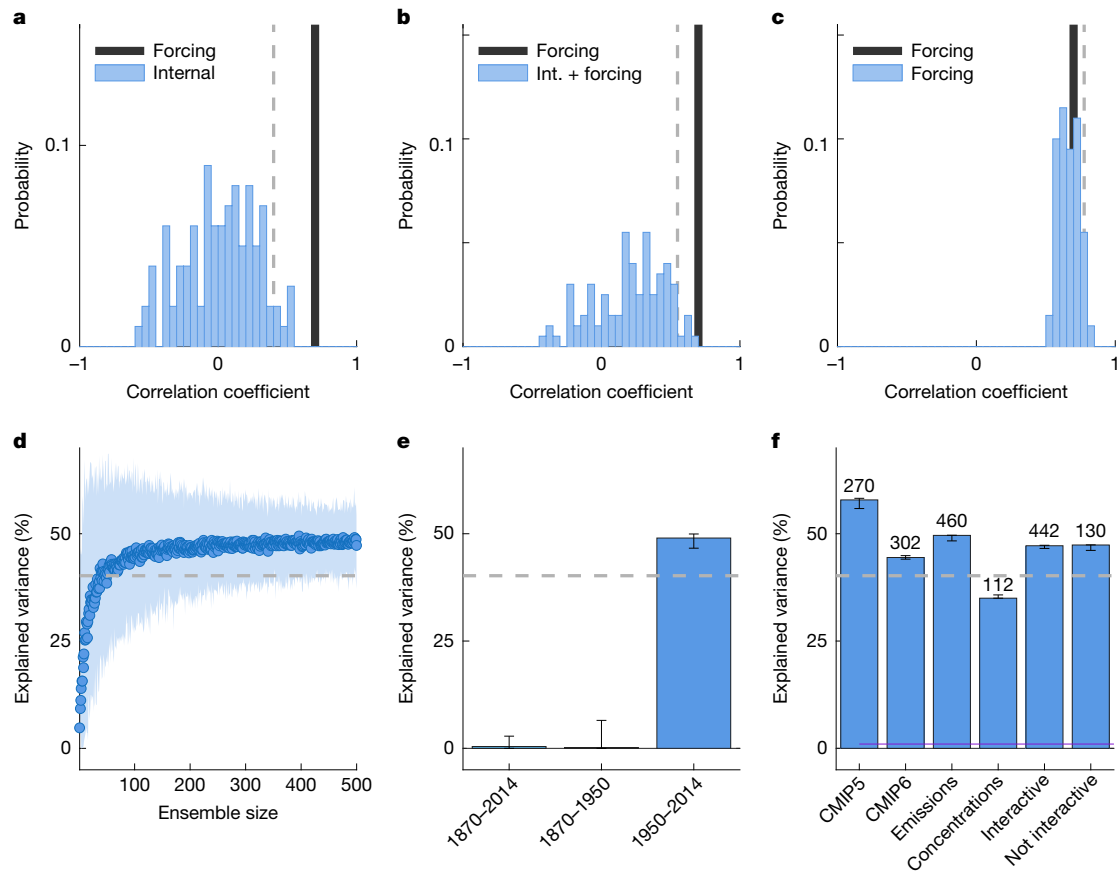 a
Forcing
Internal
0.1
0
Probability
−1
0
1
Correlation coefficient
b
Forcing
Int. + forcing
0.1
0
Probability
−1
0
1
Correlation coefficient
c
Forcing
Forcing
0.1
0
Probability
−1
0
1
Correlation coefficient
d
50
25
0
Explained variance (%)
100
200
300
400
500
Ensemble size
e
50
25
0
Explained variance (%)
1870–2014
1870–1950
1950–2014
f
50
25
0
Explained variance (%)
270
302
460
112
442
130
CMIP5
CMIP6
Emissions
Concentrations
Interactive
Not interactive